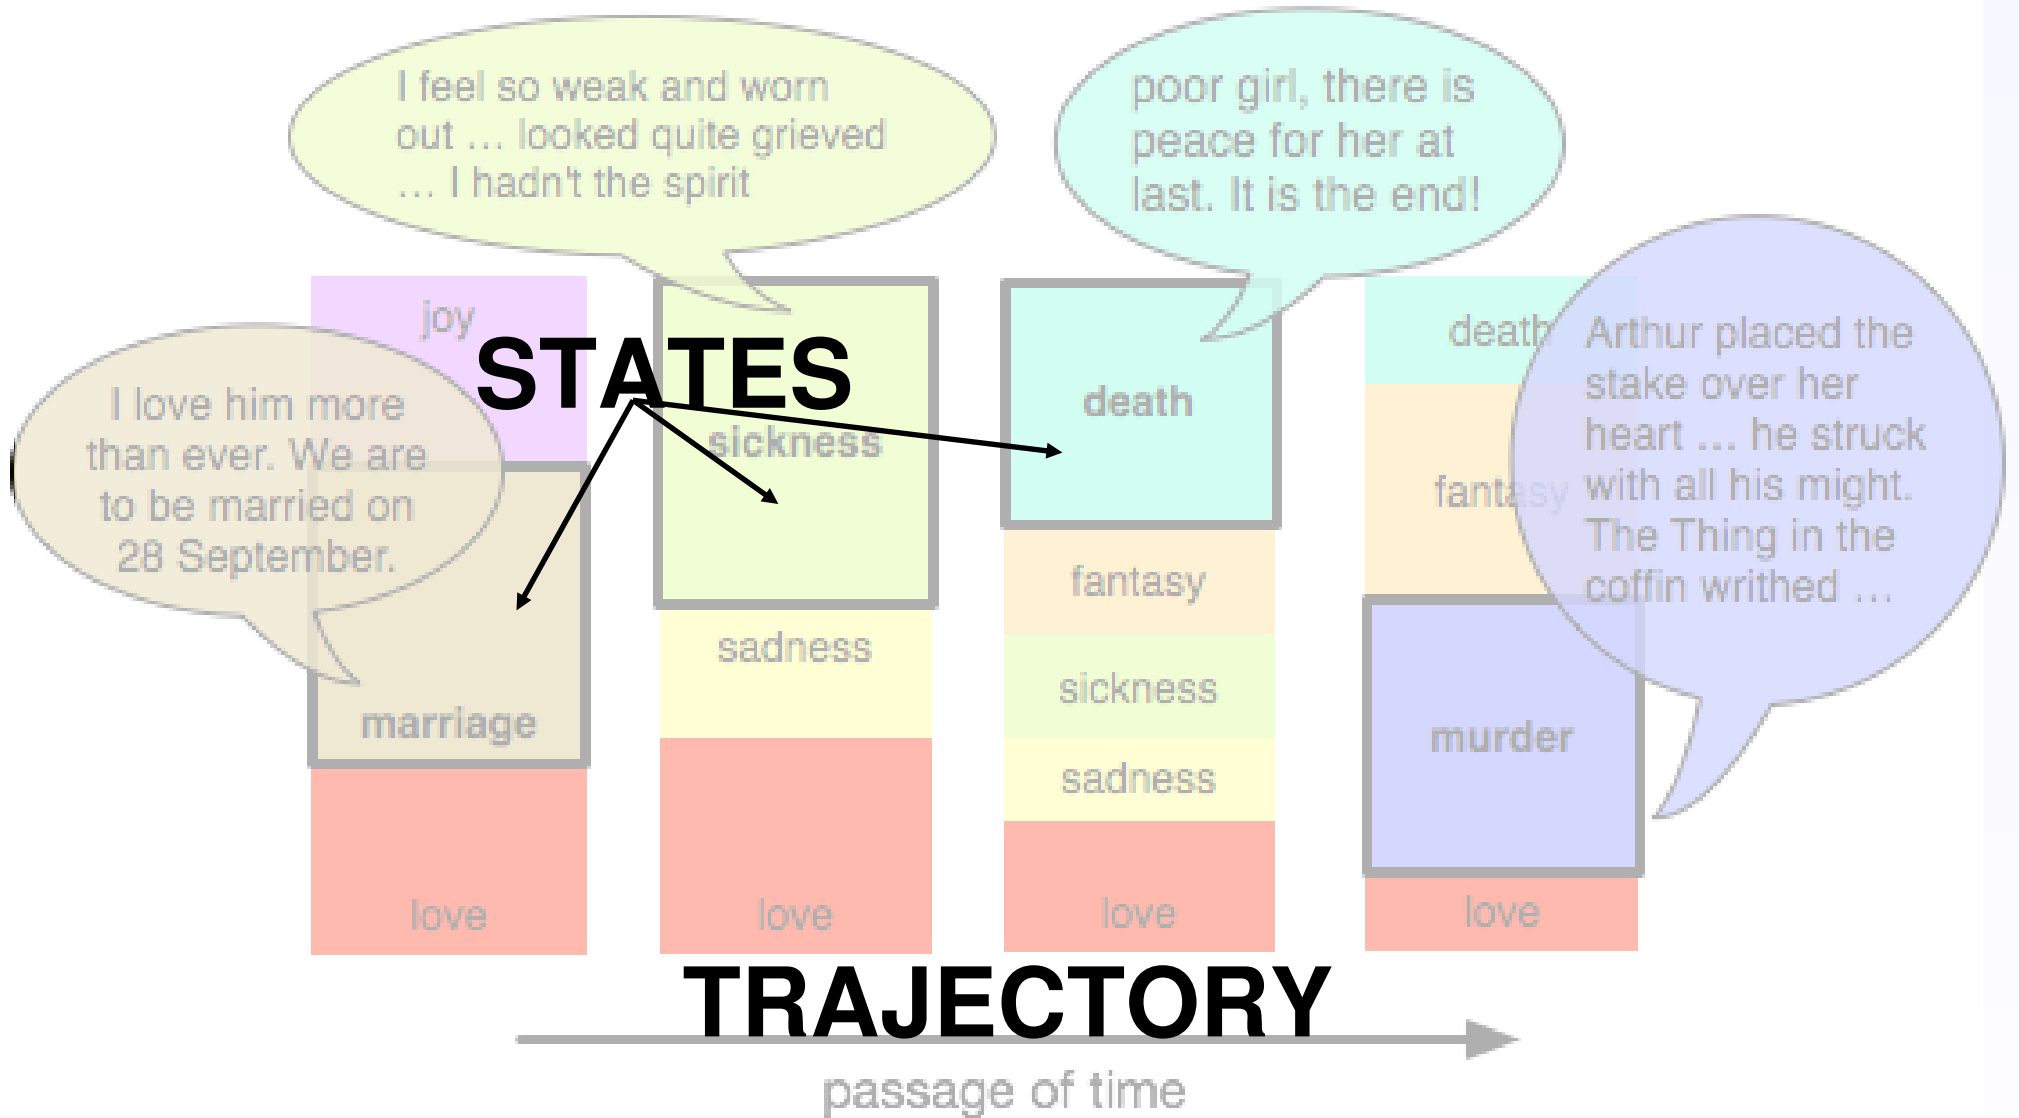 I feel so weak and worn
out … looked quite grieved
… I hadn't the spirit
poor girl, there is
peace for her at
last. It is the end!
I love him more
than ever. We are
to be married on
28 September.
Arthur placed the
stake over her
heart … he struck
with all his might.
The Thing in the
coffin writhed …
STATES
joy
marriage
love
sickness
sadness
love
death
fantasy
sickness
sadness
love
death
fantasy
murder
love
TRAJECTORY
passage of time